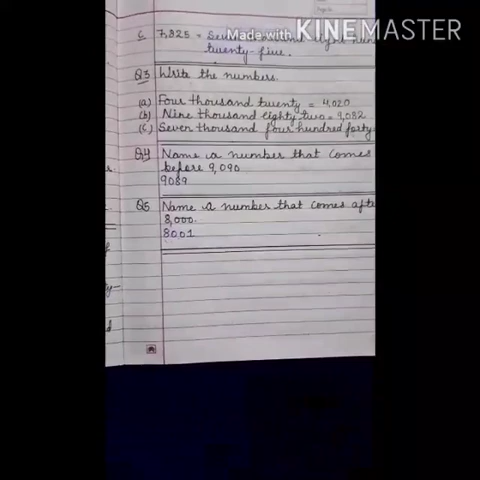 Made with KINEMASTER
c 7,825 =
twenty-five.
Q3 Write the numbers.
(a) Four thousand twenty = 4,020
(b) Nine thousand eighty two = 9,082
(c) Seven thousand four hundred forty
Q4 Name a number that comes
before 9,090
9089
Q5 Name a number that comes afte
8,000.
8001